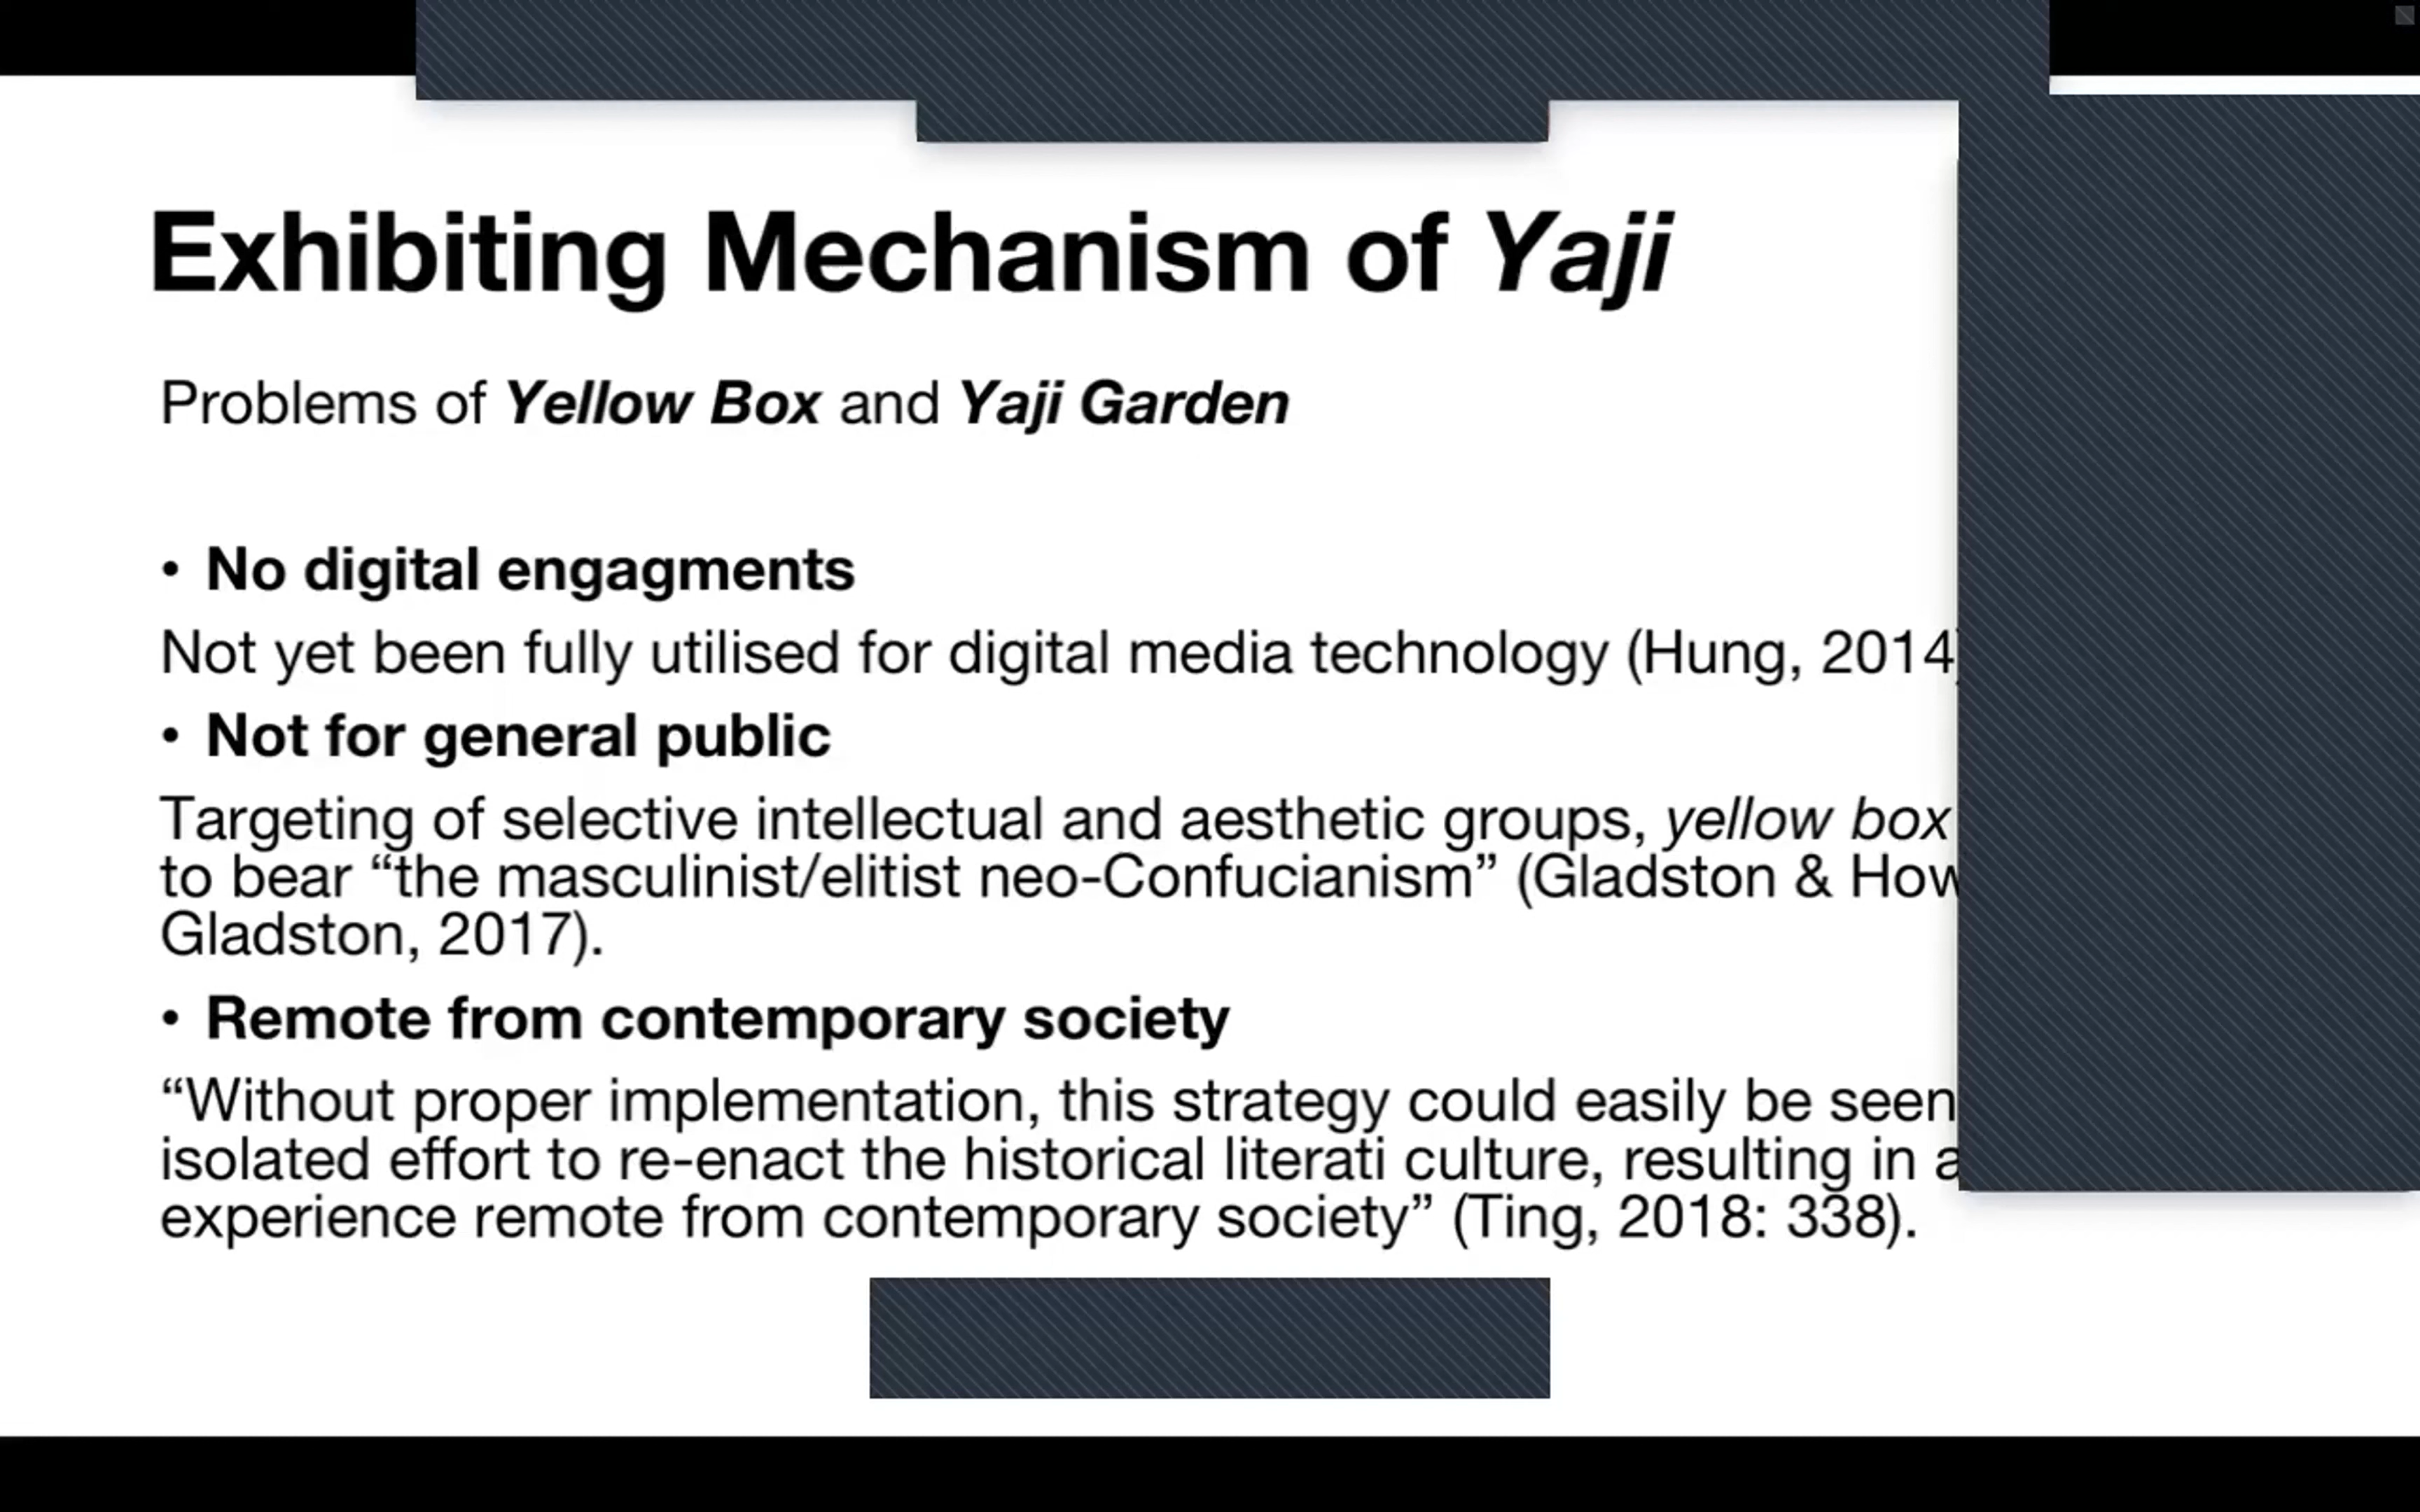 Exhibiting Mechanism of Yaji
Problems of Yellow Box and Yaji Garden
• No digital engagments
Not yet been fully utilised for digital media technology (Hung, 2014)
• Not for general public
Targeting of selective intellectual and aesthetic groups, yellow box
to bear “the masculinist/elitist neo-Confucianism” (Gladston & How
Gladston, 2017).
• Remote from contemporary society
“Without proper implementation, this strategy could easily be seen
isolated effort to re-enact the historical literati culture, resulting in a
experience remote from contemporary society” (Ting, 2018: 338).